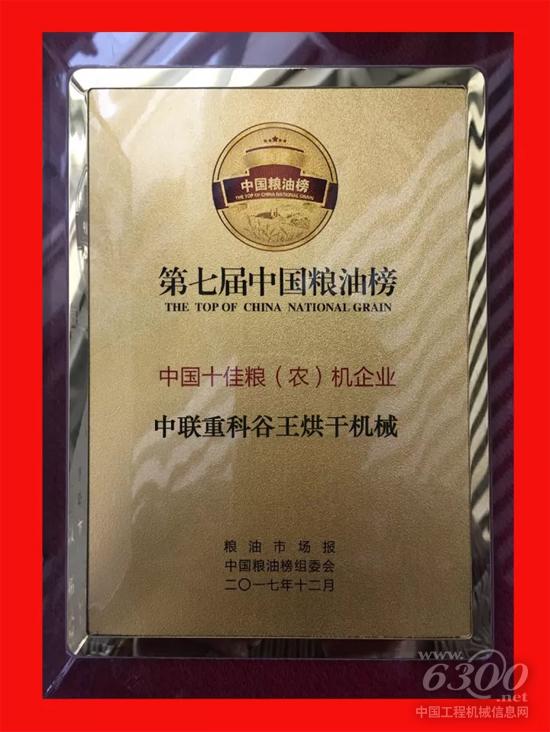 中国粮油榜
THE TOP OF CHINA NATIONAL GRAIN
第七届中国粮油榜
THE TOP OF CHINA NATIONAL GRAIN
中国十佳粮（农）机企业
中联重科谷王烘干机械
粮油市场报
中国粮油榜组委会
二〇一七年十二月
www.6300.net
中国工程机械信息网